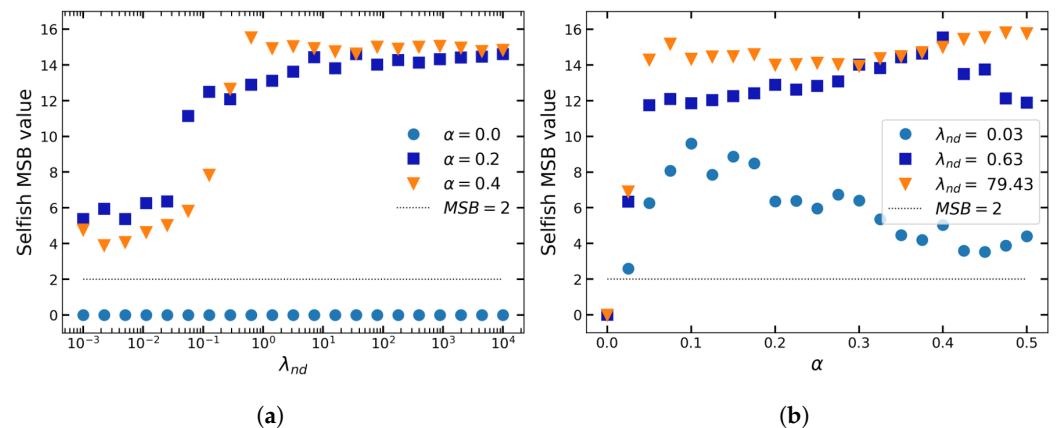 16
14
12
10
8
6
4
2
0
Selfish MSB value
α = 0.0
α = 0.2
α = 0.4
MSB = 2
10⁻³ 10⁻² 10⁻¹ 10⁰ 10¹ 10² 10³ 10⁴
λnd
(a)
16
14
12
10
8
6
4
2
0
Selfish MSB value
λnd = 0.03
λnd = 0.63
λnd = 79.43
MSB = 2
0.0 0.1 0.2 0.3 0.4 0.5
α
(b)